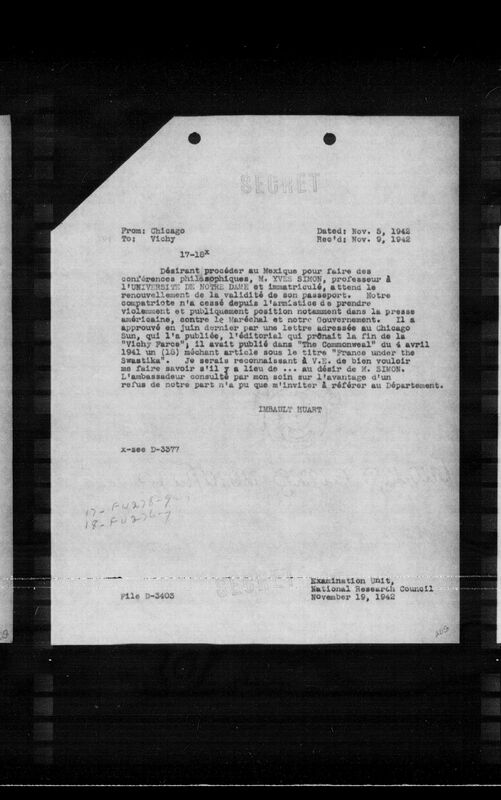 SECRET
From: Chicago
To: Vichy
Dated: Nov. 5, 1942
Rec'd: Nov. 9, 1942
17-18x
Désirant procéder au Mexique pour faire des
conférences philosophiques, M. YVES SIMON, professeur à
l'UNIVERSITE DE NOTRE DAME et immatriculé, attend le
renouvellement de la validité de son passeport. Notre
compatriote n'a cessé depuis l'armistice de prendre
violemment et publiquement position notamment dans la presse
américaine, contre le Maréchal et notre Gouvernement. Il a
approuvé en juin dernier par une lettre adressée au Chicago
Sun, qui l'a publiée, l'éditorial qui prônait la fin de la
"Vichy Farce"; il avait publié dans "The Commonweal" du 4 avril
1941 un (1S) méchant article sous le titre "France under the
Swastika". Je serais reconnaissant à V.E. de bien vouloir
me faire savoir s'il y a lieu de ... au désir de M. SIMON.
L'ambassadeur consulté par mon soin sur l'avantage d'un
refus de notre part n'a pu que m'inviter à référer au Département.
IMBAULT HUART
x-see D-3377
17-FU278-9
18-FU276-7
Examination Unit,
National Research Council
November 19, 1942
File D-3403
205